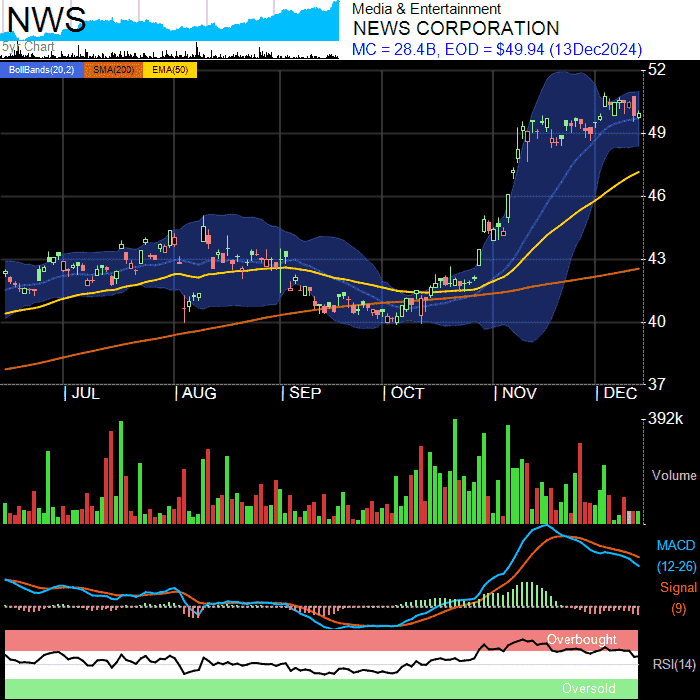 NWS
5yr Chart
Media & Entertainment
NEWS CORPORATION
MC = 28.4B, EOD = $49.94 (13Dec2024)
BollBands(20,2) SMA(200) EMA(50)
52
49
46
43
40
37
JUL AUG SEP OCT NOV DEC
392k
Volume
MACD
(12-26)
Signal
(9)
Overbought
RSI(14)
Oversold